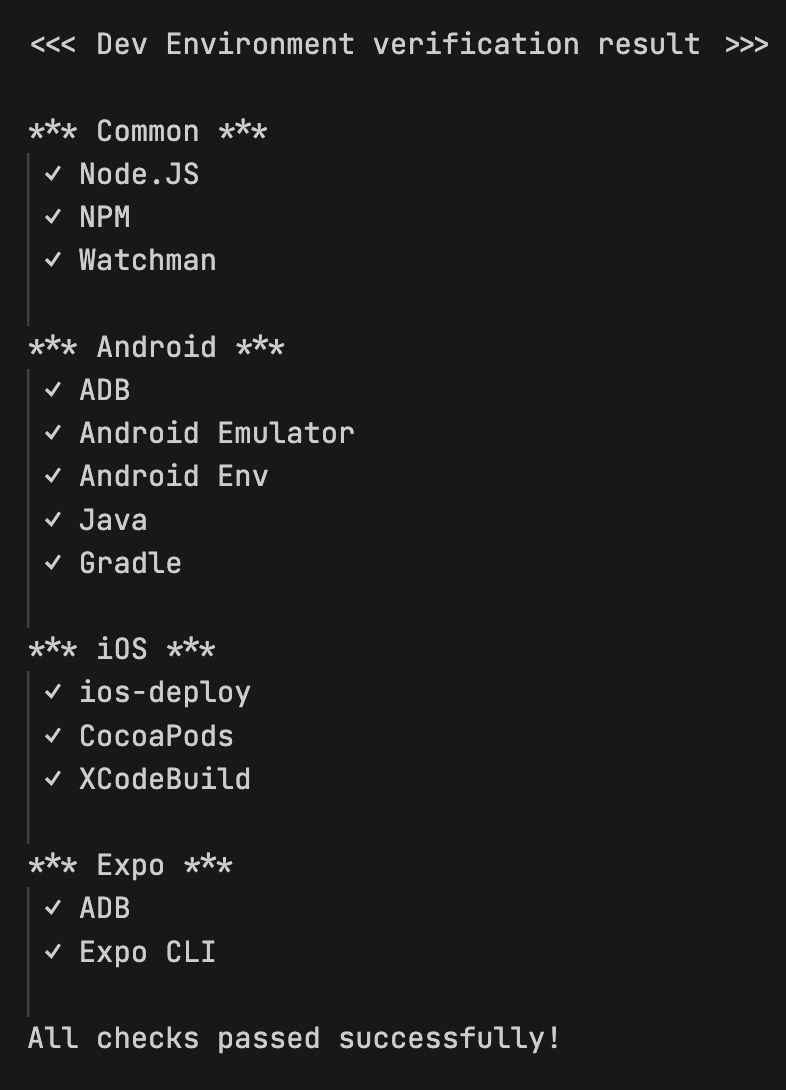 <<< Dev Environment verification result >>>
*** Common ***
✓ Node.JS
✓ NPM
✓ Watchman
*** Android ***
✓ ADB
✓ Android Emulator
✓ Android Env
✓ Java
✓ Gradle
*** iOS ***
✓ ios-deploy
✓ CocoaPods
✓ XCodeBuild
*** Expo ***
✓ ADB
✓ Expo CLI
All checks passed successfully!